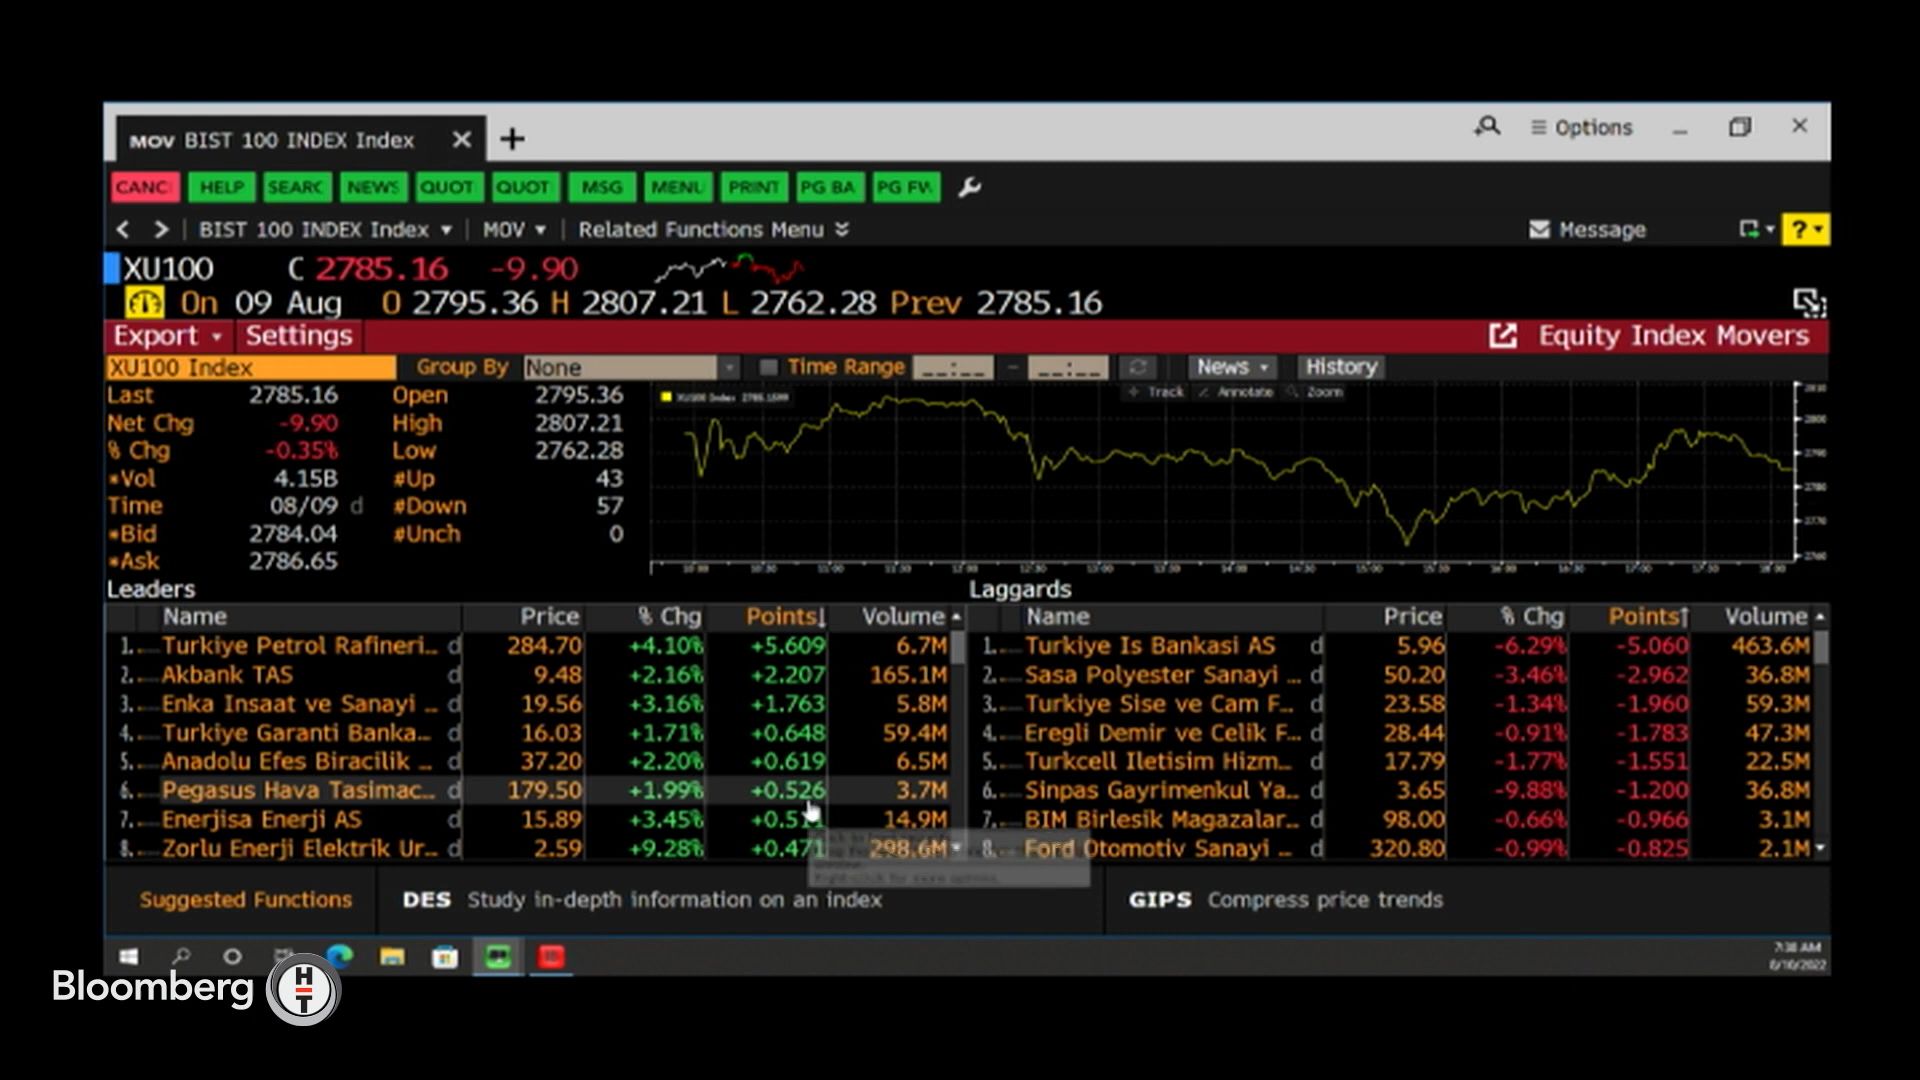 MOV BIST 100 INDEX Index
Options
CANC HELP SEARC NEWS QUOT QUOT MSG MENU PRINT PG BA PG FW
BIST 100 INDEX Index MOV Related Functions Menu
Message
?
XU100 C 2785.16 -9.90
On 09 Aug O 2795.36 H 2807.21 L 2762.28 Prev 2785.16
Export Settings Equity Index Movers
XU100 Index Group By None Time Range __:__ - __:__ News History
Track Annotate Zoom
Last 2785.16 Open 2795.36
Net Chg -9.90 High 2807.21
% Chg -0.35% Low 2762.28
*Vol 4.15B #Up 43
Time 08/09 d #Down 57
*Bid 2784.04 #Unch 0
*Ask 2786.65
Leaders
Name Price % Chg Points↓ Volume
1. Turkiye Petrol Rafineri… d 284.70 +4.10% +5.609 6.7M
2. Akbank TAS d 9.48 +2.16% +2.207 165.1M
3. Enka Insaat ve Sanayi … d 19.56 +3.16% +1.763 5.8M
4. Turkiye Garanti Banka… d 16.03 +1.71% +0.648 59.4M
5. Anadolu Efes Biracilik … d 37.20 +2.20% +0.619 6.5M
6. Pegasus Hava Tasimac… d 179.50 +1.99% +0.526 3.7M
7. Enerjisa Enerji AS d 15.89 +3.45% 14.9M
8. Zorlu Enerji Elektrik Ur… d 2.59 +9.28% +0.471 298.6M
Laggards
Name Price % Chg Points↑ Volume
1. Turkiye Is Bankasi AS d 5.96 -6.29% -5.060 463.6M
2. Sasa Polyester Sanayi … d 50.20 -3.46% -2.962 36.8M
3. Turkiye Sise ve Cam F… d 23.58 -1.34% -1.960 59.3M
4. Eregli Demir ve Celik F… d 28.44 -0.91% -1.783 47.3M
5. Turkcell Iletisim Hizm… d 17.79 -1.77% -1.551 22.5M
6. Sinpas Gayrimenkul Ya… d 3.65 -9.88% -1.200 36.8M
7. BIM Birlesik Magazalar… d 98.00 -0.66% -0.966 3.1M
8. Ford Otomotiv Sanayi … d 320.80 -0.99% -0.825 2.1M
Suggested Functions DES Study in-depth information on an index GIPS Compress price trends
7:38 AM
8/10/2022
Bloomberg HT